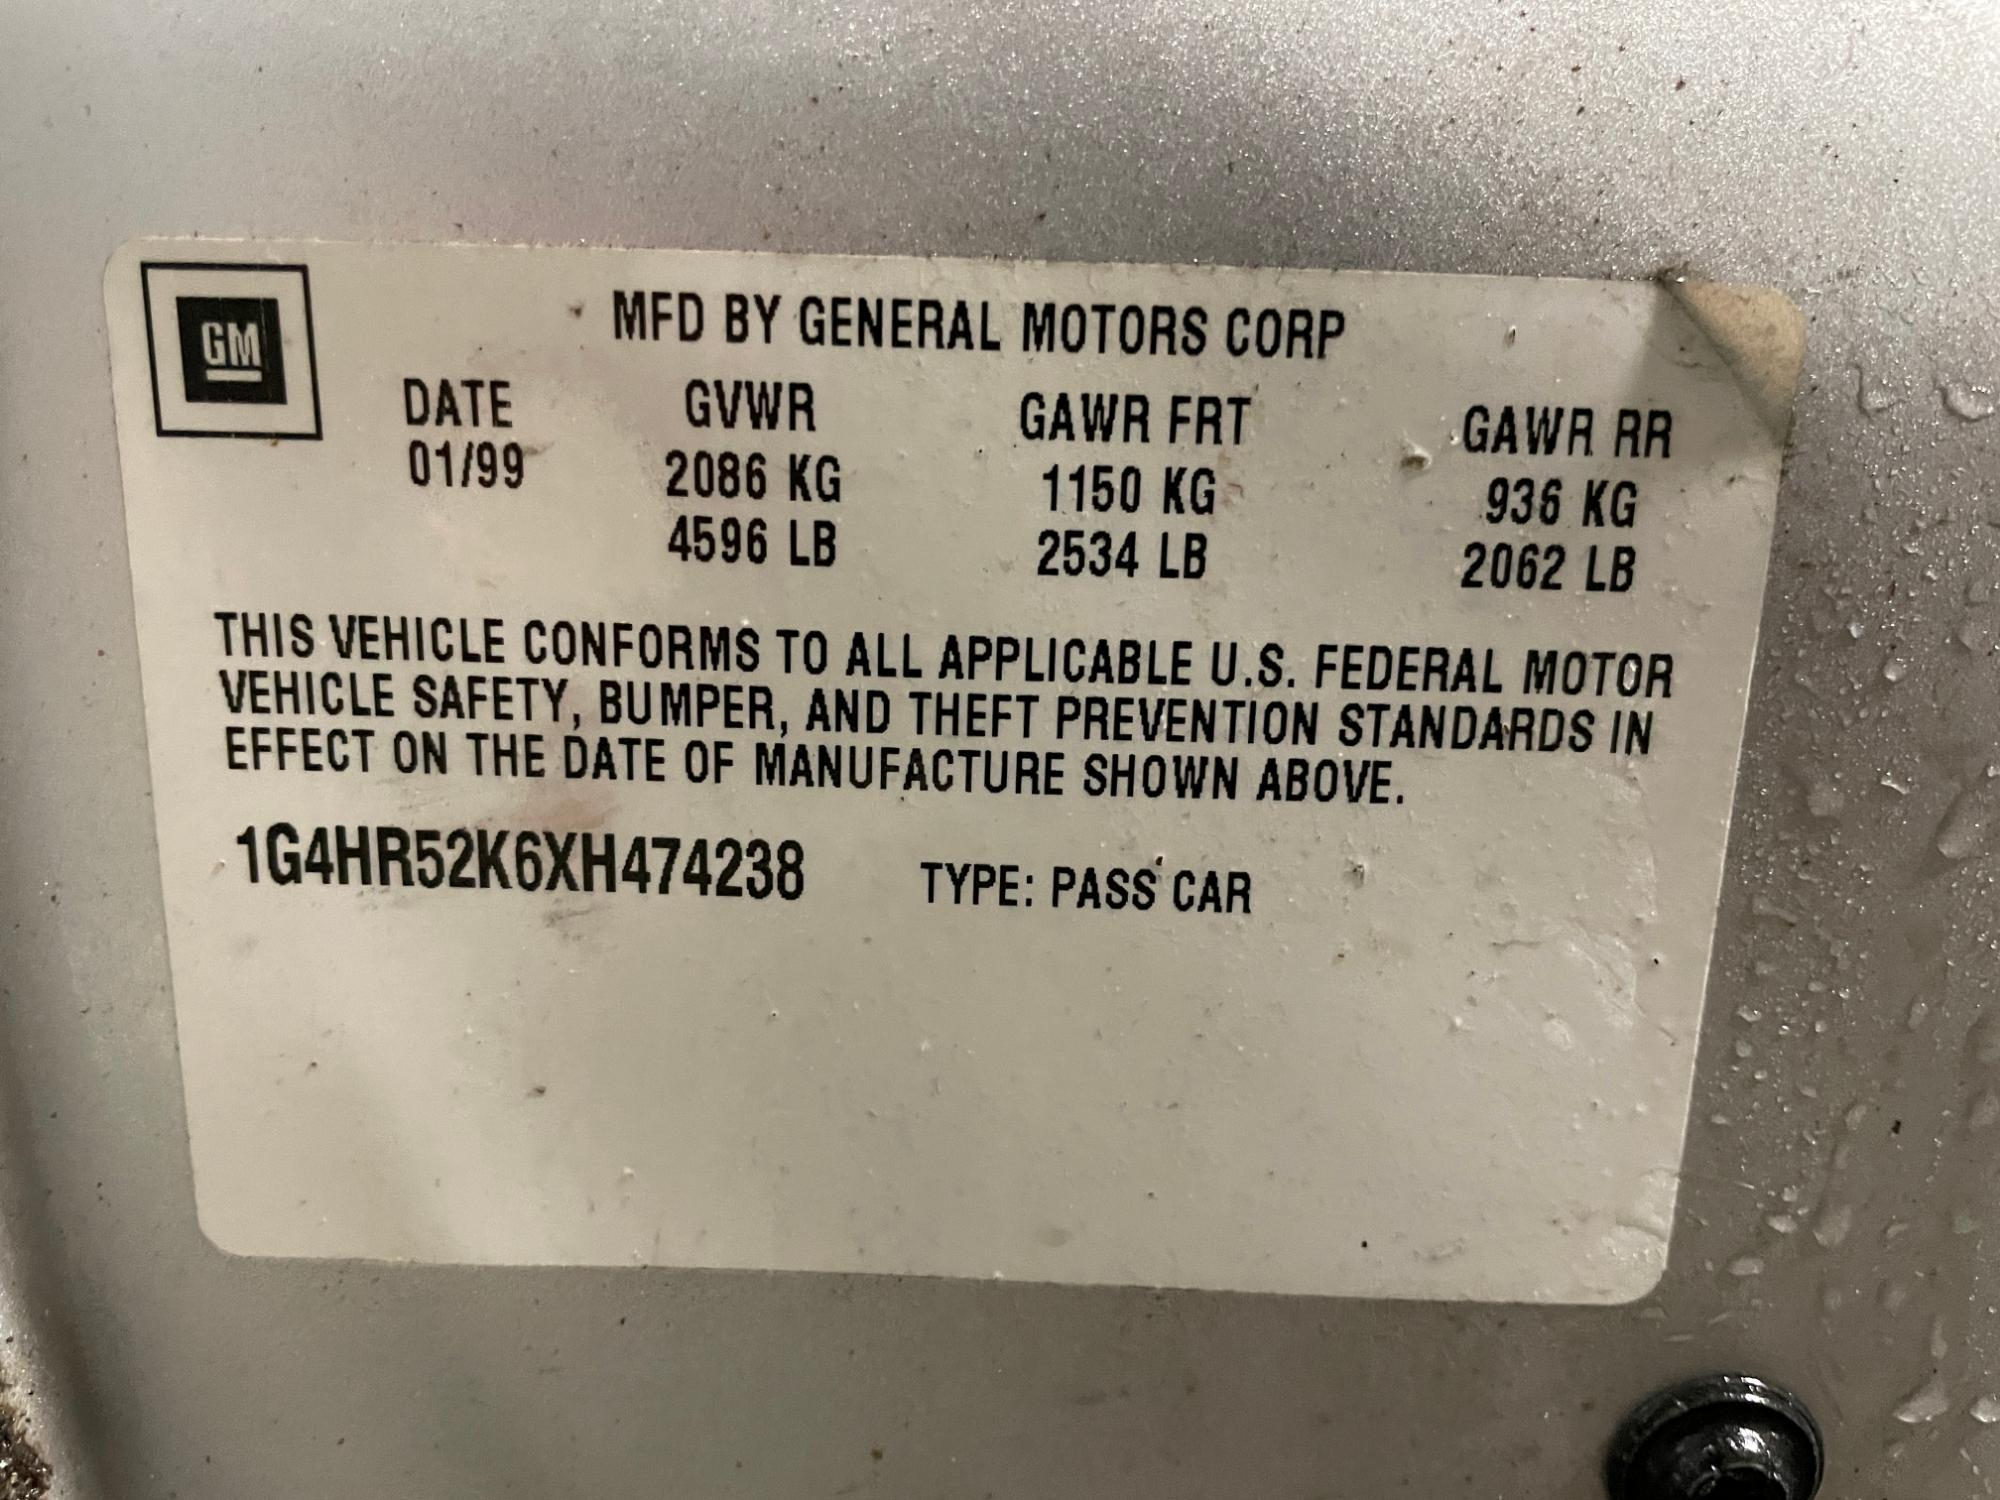 GM
MFD BY GENERAL MOTORS CORP
DATE GVWR GAWR FRT GAWR RR
01/99 2086 KG 1150 KG 936 KG
4596 LB 2534 LB 2062 LB
THIS VEHICLE CONFORMS TO ALL APPLICABLE U.S. FEDERAL MOTOR
VEHICLE SAFETY, BUMPER, AND THEFT PREVENTION STANDARDS IN
EFFECT ON THE DATE OF MANUFACTURE SHOWN ABOVE.
1G4HR52K6XH474238 TYPE: PASS CAR